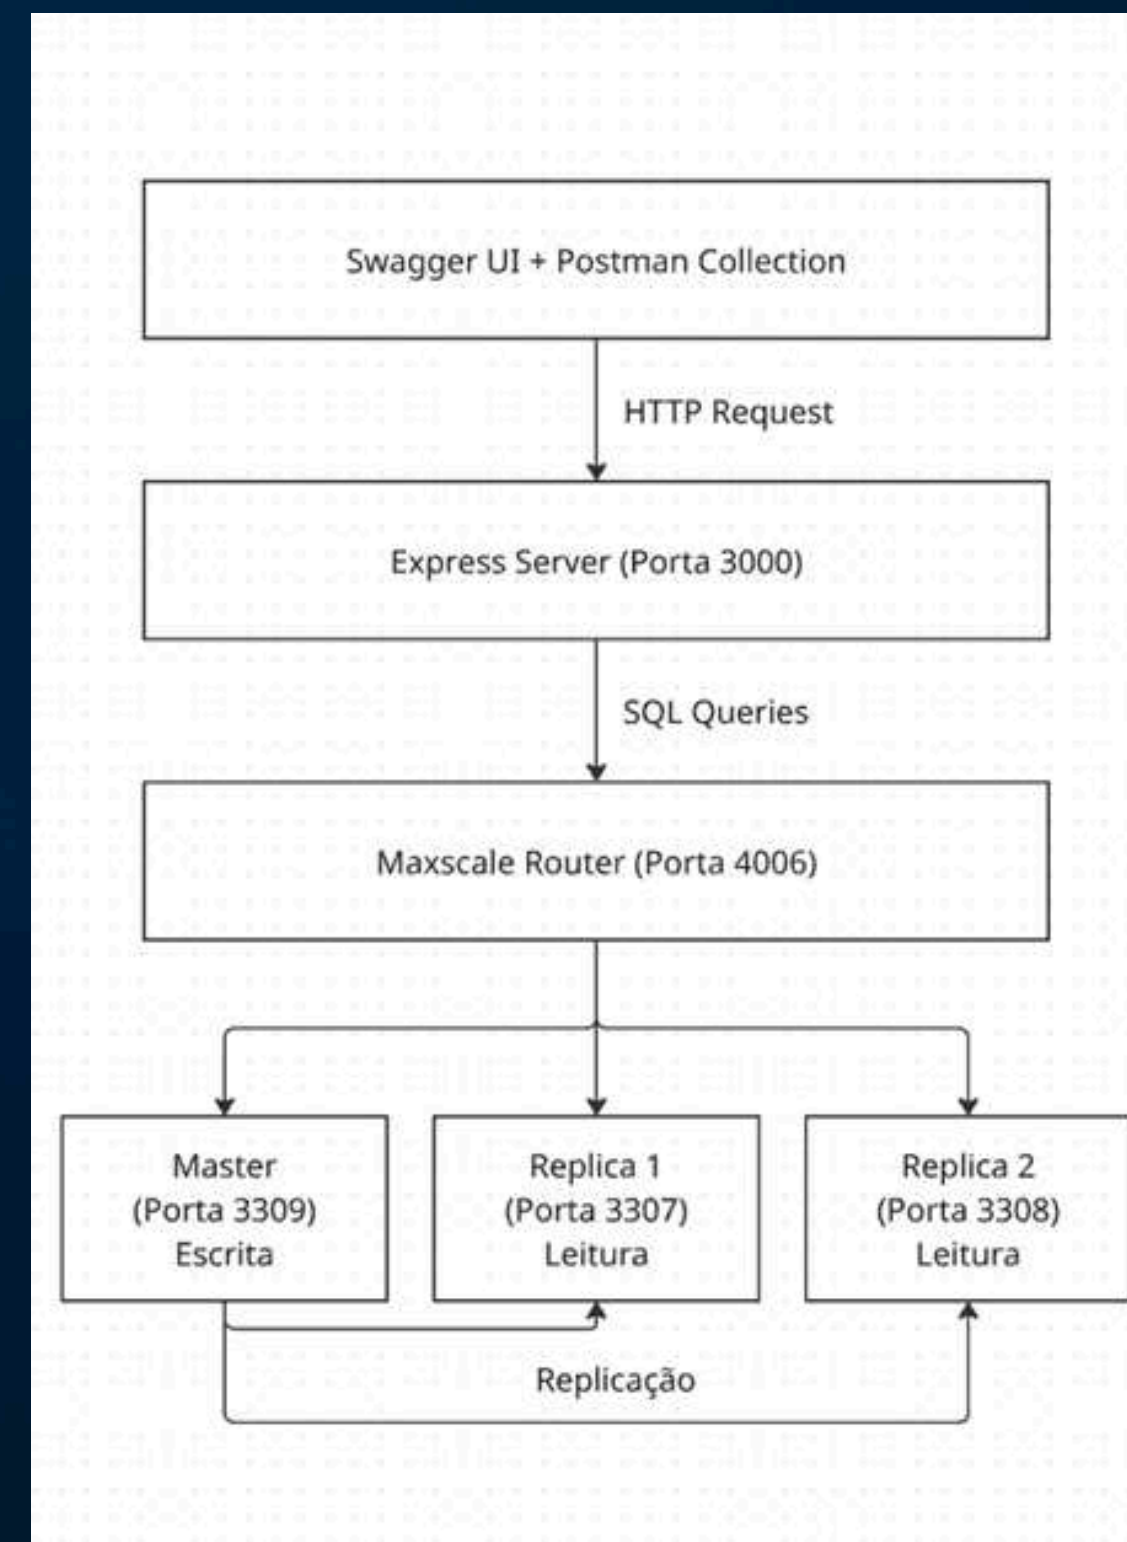 Swagger UI + Postman Collection
HTTP Request
Express Server (Porta 3000)
SQL Queries
Maxscale Router (Porta 4006)
Master
(Porta 3309)
Escrita
Replica 1
(Porta 3307)
Leitura
Replica 2
(Porta 3308)
Leitura
Replicação